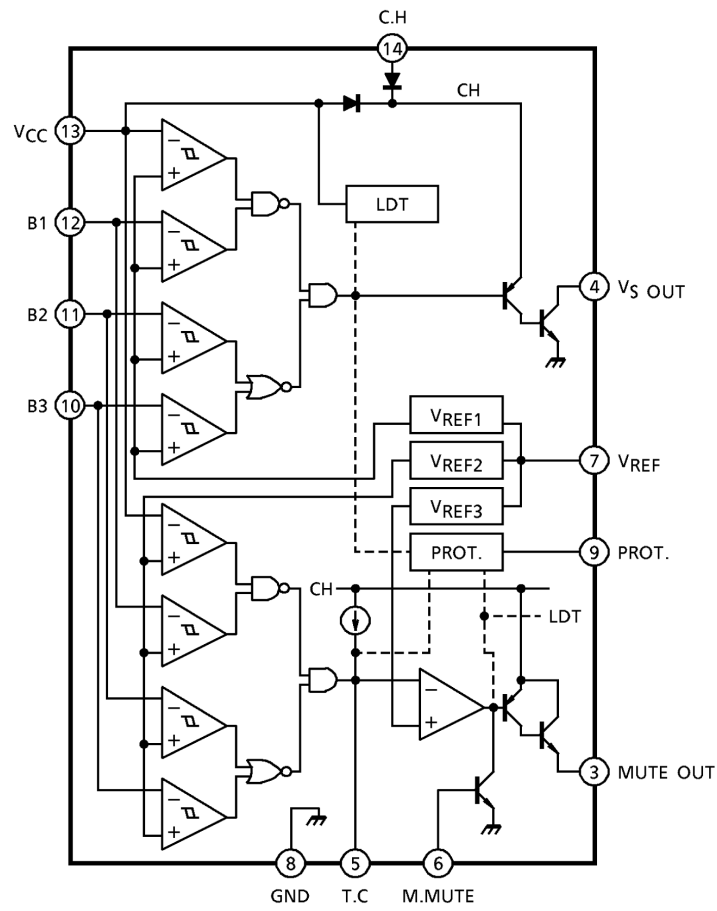 C.H
14
CH
VCC 13
LDT
B1 12
4 VS OUT
B2 11
B3 10
VREF1
VREF2
7 VREF
VREF3
PROT.
9 PROT.
CH
LDT
3 MUTE OUT
8
5
6
GND
T.C
M.MUTE
−
+
−
+
−
+
−
+
−
+
−
+
−
+
−
+
−
+